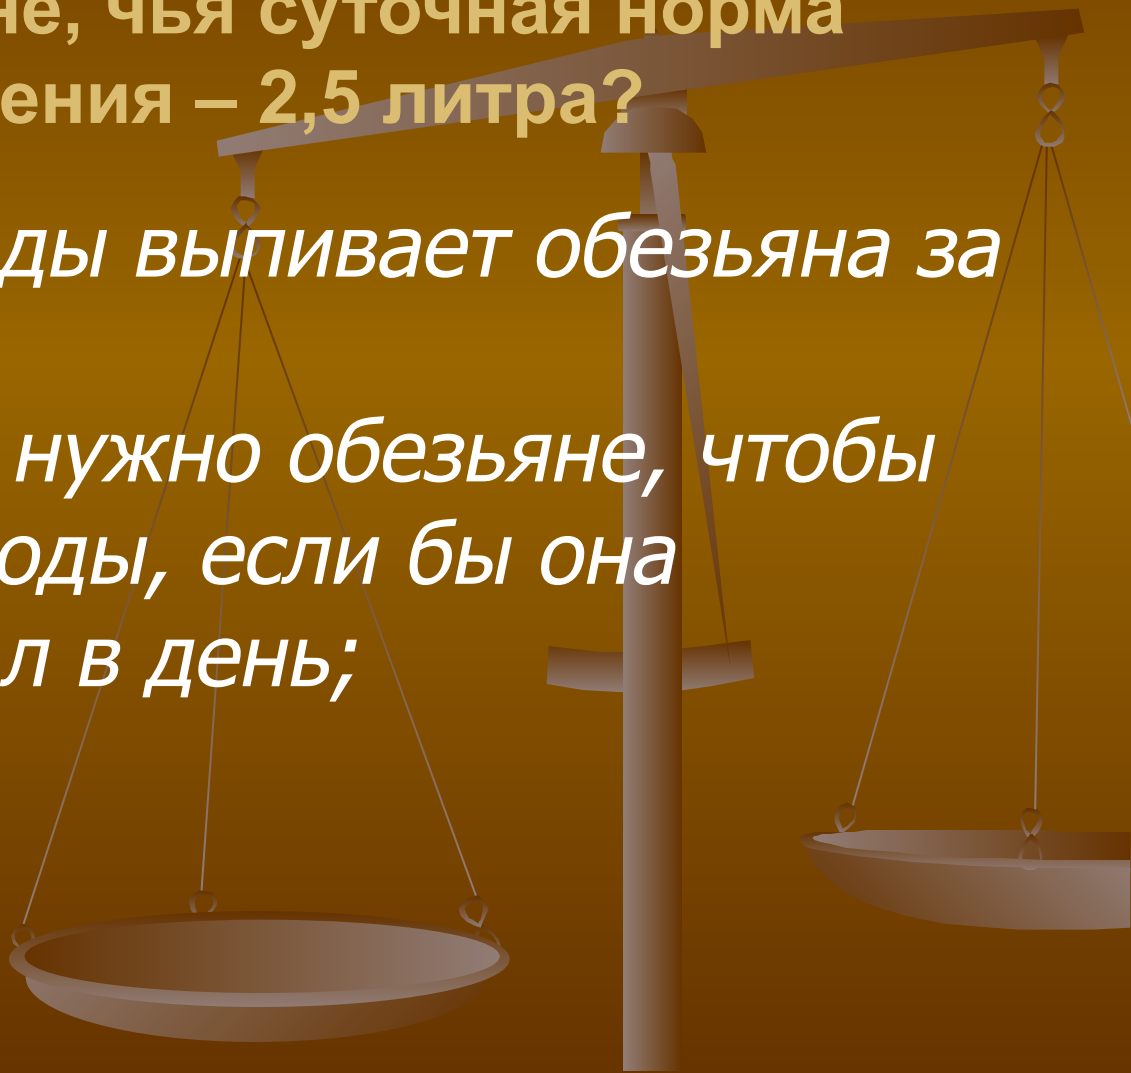 не, чья суточная норма
ения – 2,5 литра?
ды выпивает обезьяна за
нужно обезьяне, чтобы
оды, если бы она
л в день;